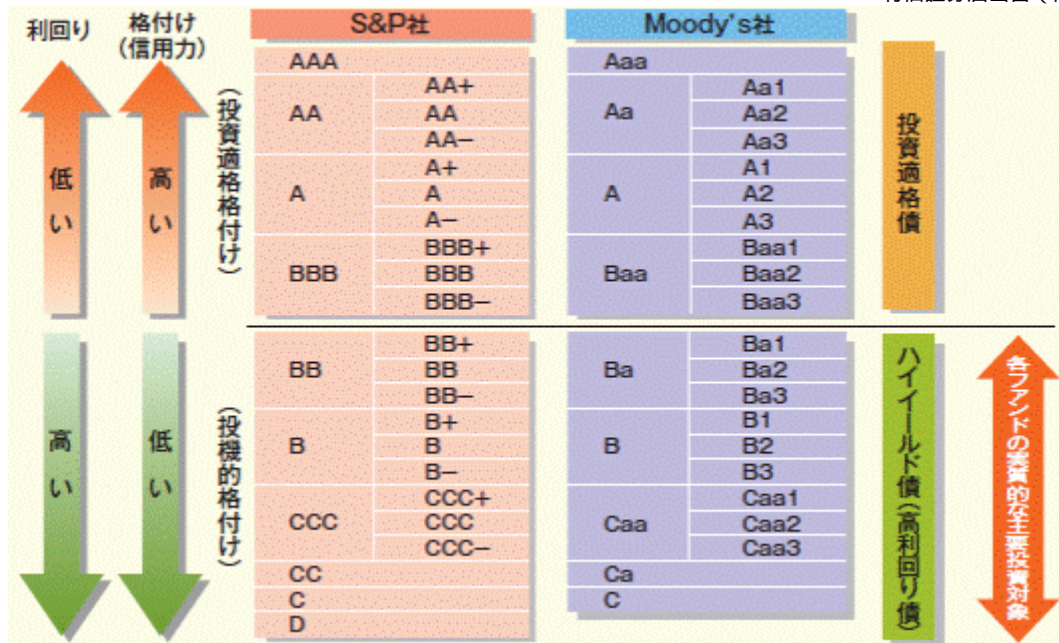 利回り
格付け
(信用力)
S&P社
Moody's社
低い
高い
(投資適格格付け)
AAA
AA
AA+
AA
AA−
A
A+
A
A−
BBB
BBB+
BBB
BBB−
Aaa
Aa
Aa1
Aa2
Aa3
A
A1
A2
A3
Baa
Baa1
Baa2
Baa3
投資適格債
高い
低い
(投機的格付け)
BB
BB+
BB
BB−
B
B+
B
B−
CCC
CCC+
CCC
CCC−
CC
C
D
Ba
Ba1
Ba2
Ba3
B
B1
B2
B3
Caa
Caa1
Caa2
Caa3
Ca
C
ハイイールド債(高利回り債)
各ファンドの実質的な主要投資対象